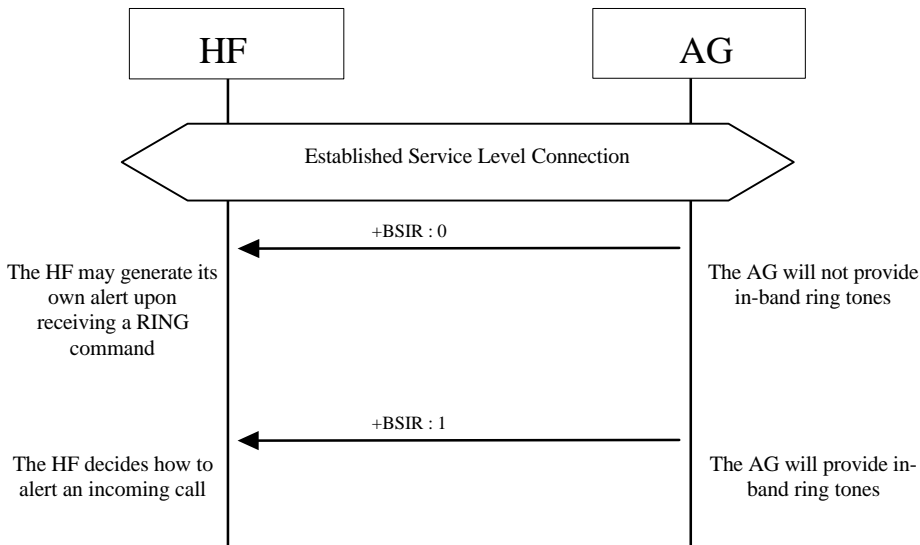 HF
AG
Established Service Level Connection
+BSIR : 0
The HF may generate its
own alert upon
receiving a RING
command
The AG will not provide
in-band ring tones
+BSIR : 1
The HF decides how to
alert an incoming call
The AG will provide in-
band ring tones